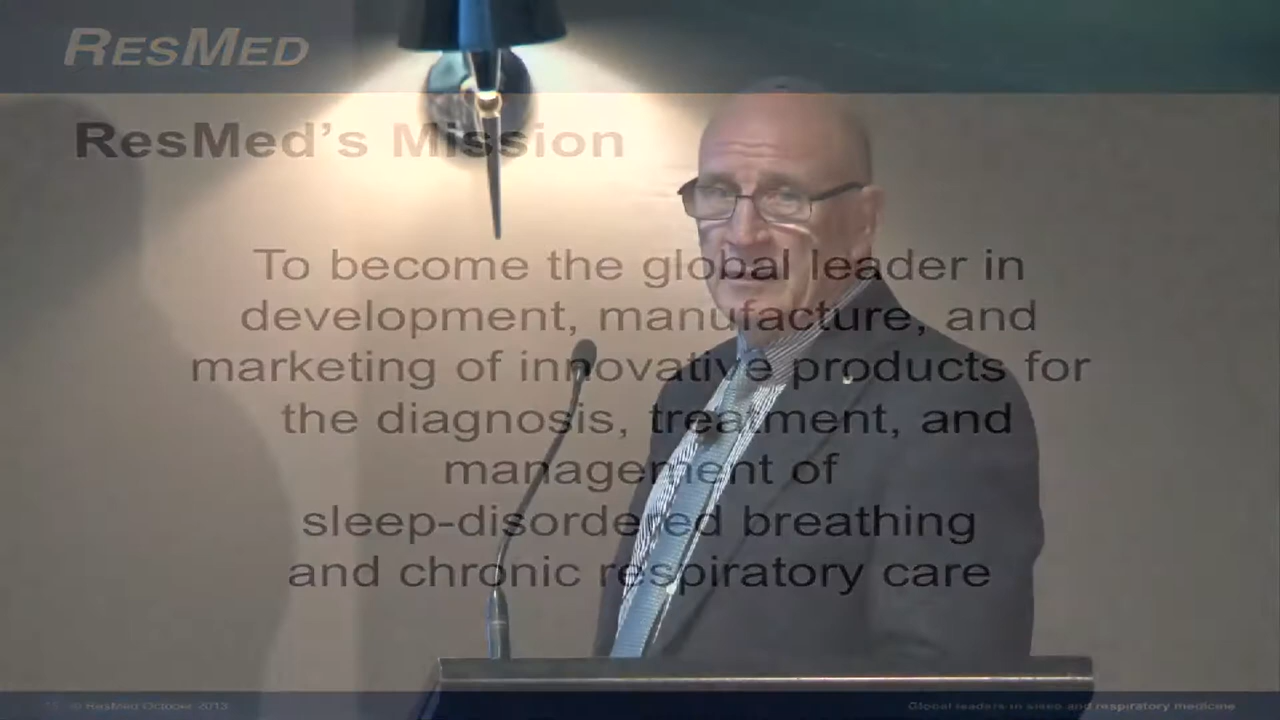 RESMED
ResMed's Mission
To become the global leader in
development, manufacture, and
marketing of innovative products for
the diagnosis, treatment, and
management of
sleep-disordered breathing
and chronic respiratory care
© ResMed October 2013
Global leaders in sleep and respiratory medicine